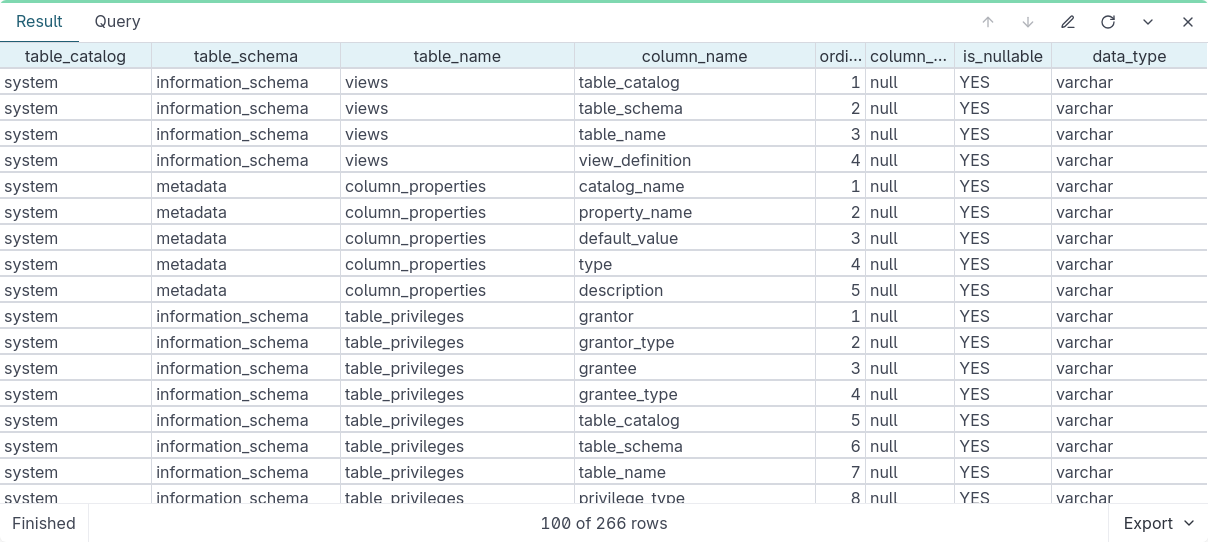 Result Query
table_catalog table_schema table_name column_name ordi... column_... is_nullable data_type
system information_schema views table_catalog 1 null YES varchar
system information_schema views table_schema 2 null YES varchar
system information_schema views table_name 3 null YES varchar
system information_schema views view_definition 4 null YES varchar
system metadata column_properties catalog_name 1 null YES varchar
system metadata column_properties property_name 2 null YES varchar
system metadata column_properties default_value 3 null YES varchar
system metadata column_properties type 4 null YES varchar
system metadata column_properties description 5 null YES varchar
system information_schema table_privileges grantor 1 null YES varchar
system information_schema table_privileges grantor_type 2 null YES varchar
system information_schema table_privileges grantee 3 null YES varchar
system information_schema table_privileges grantee_type 4 null YES varchar
system information_schema table_privileges table_catalog 5 null YES varchar
system information_schema table_privileges table_schema 6 null YES varchar
system information_schema table_privileges table_name 7 null YES varchar
system information_schema table_privileges privilege_type 8 null YES varchar
Finished 100 of 266 rows Export